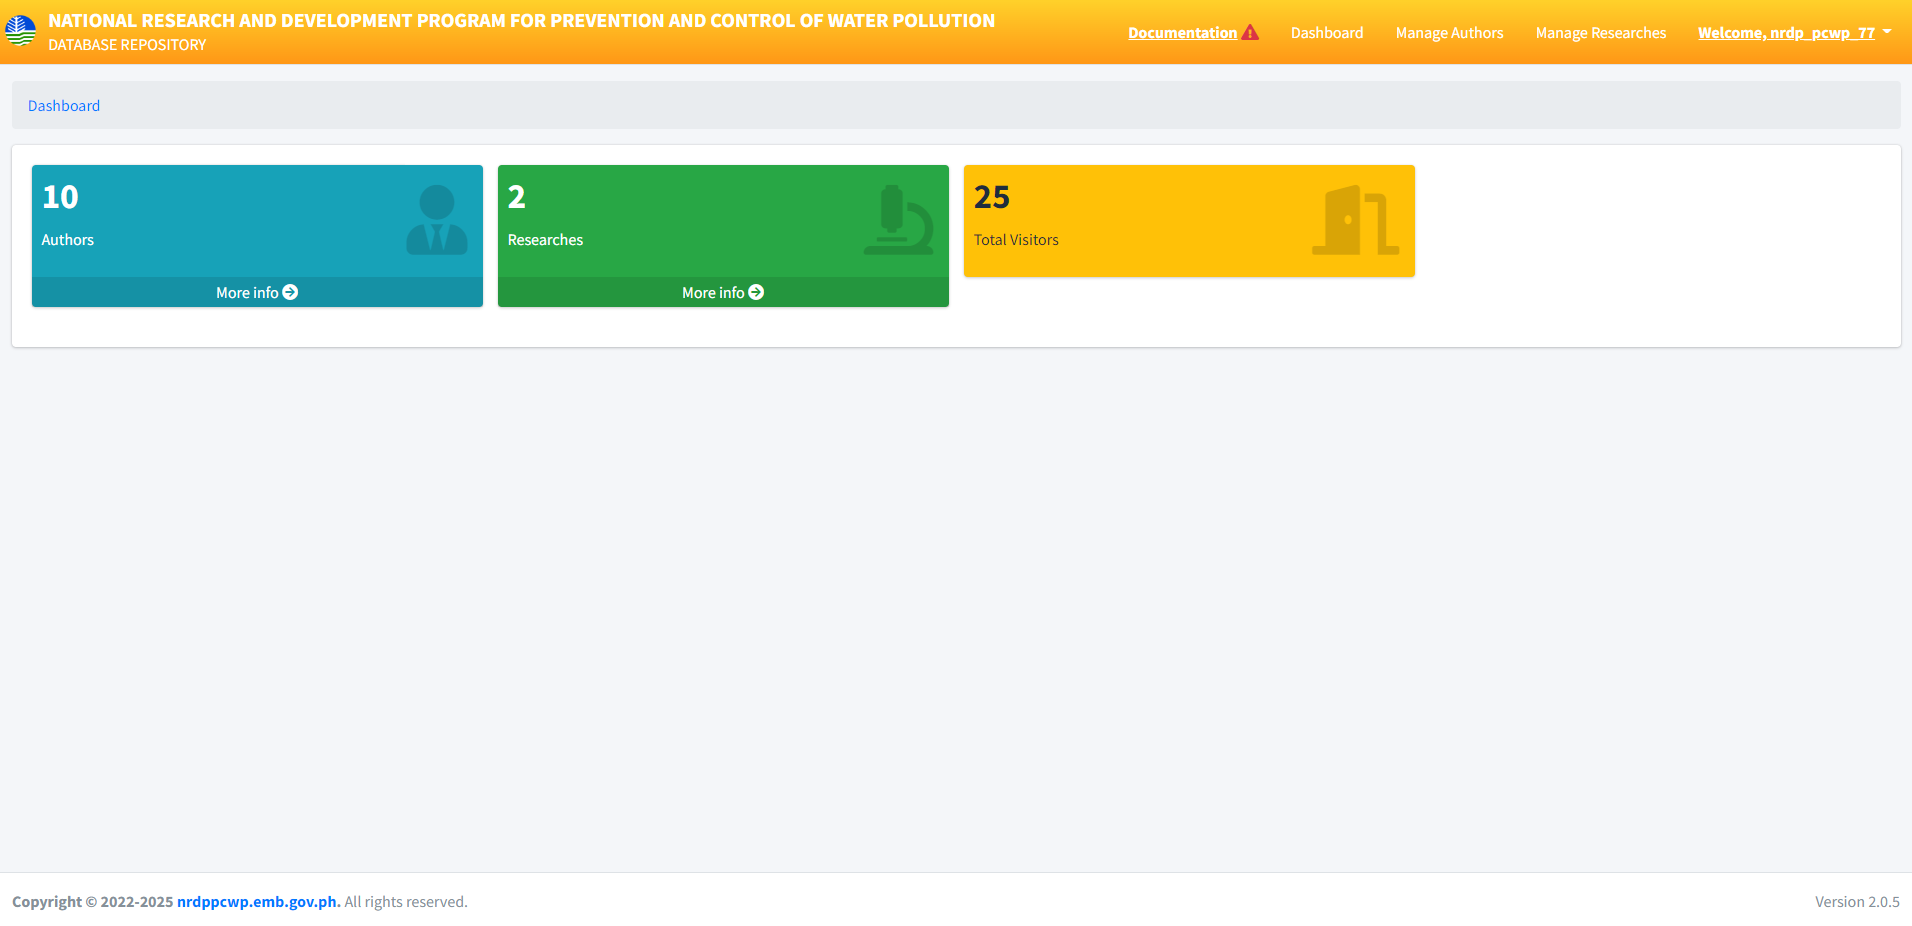 NATIONAL RESEARCH AND DEVELOPMENT PROGRAM FOR PREVENTION AND CONTROL OF WATER POLLUTION
DATABASE REPOSITORY
Documentation
Dashboard
Manage Authors
Manage Researches
Welcome, nrdp_pcwp_77
Dashboard
10
Authors
More info
2
Researches
More info
25
Total Visitors
Copyright © 2022-2025 nrdppcwp.emb.gov.ph. All rights reserved.
Version 2.0.5